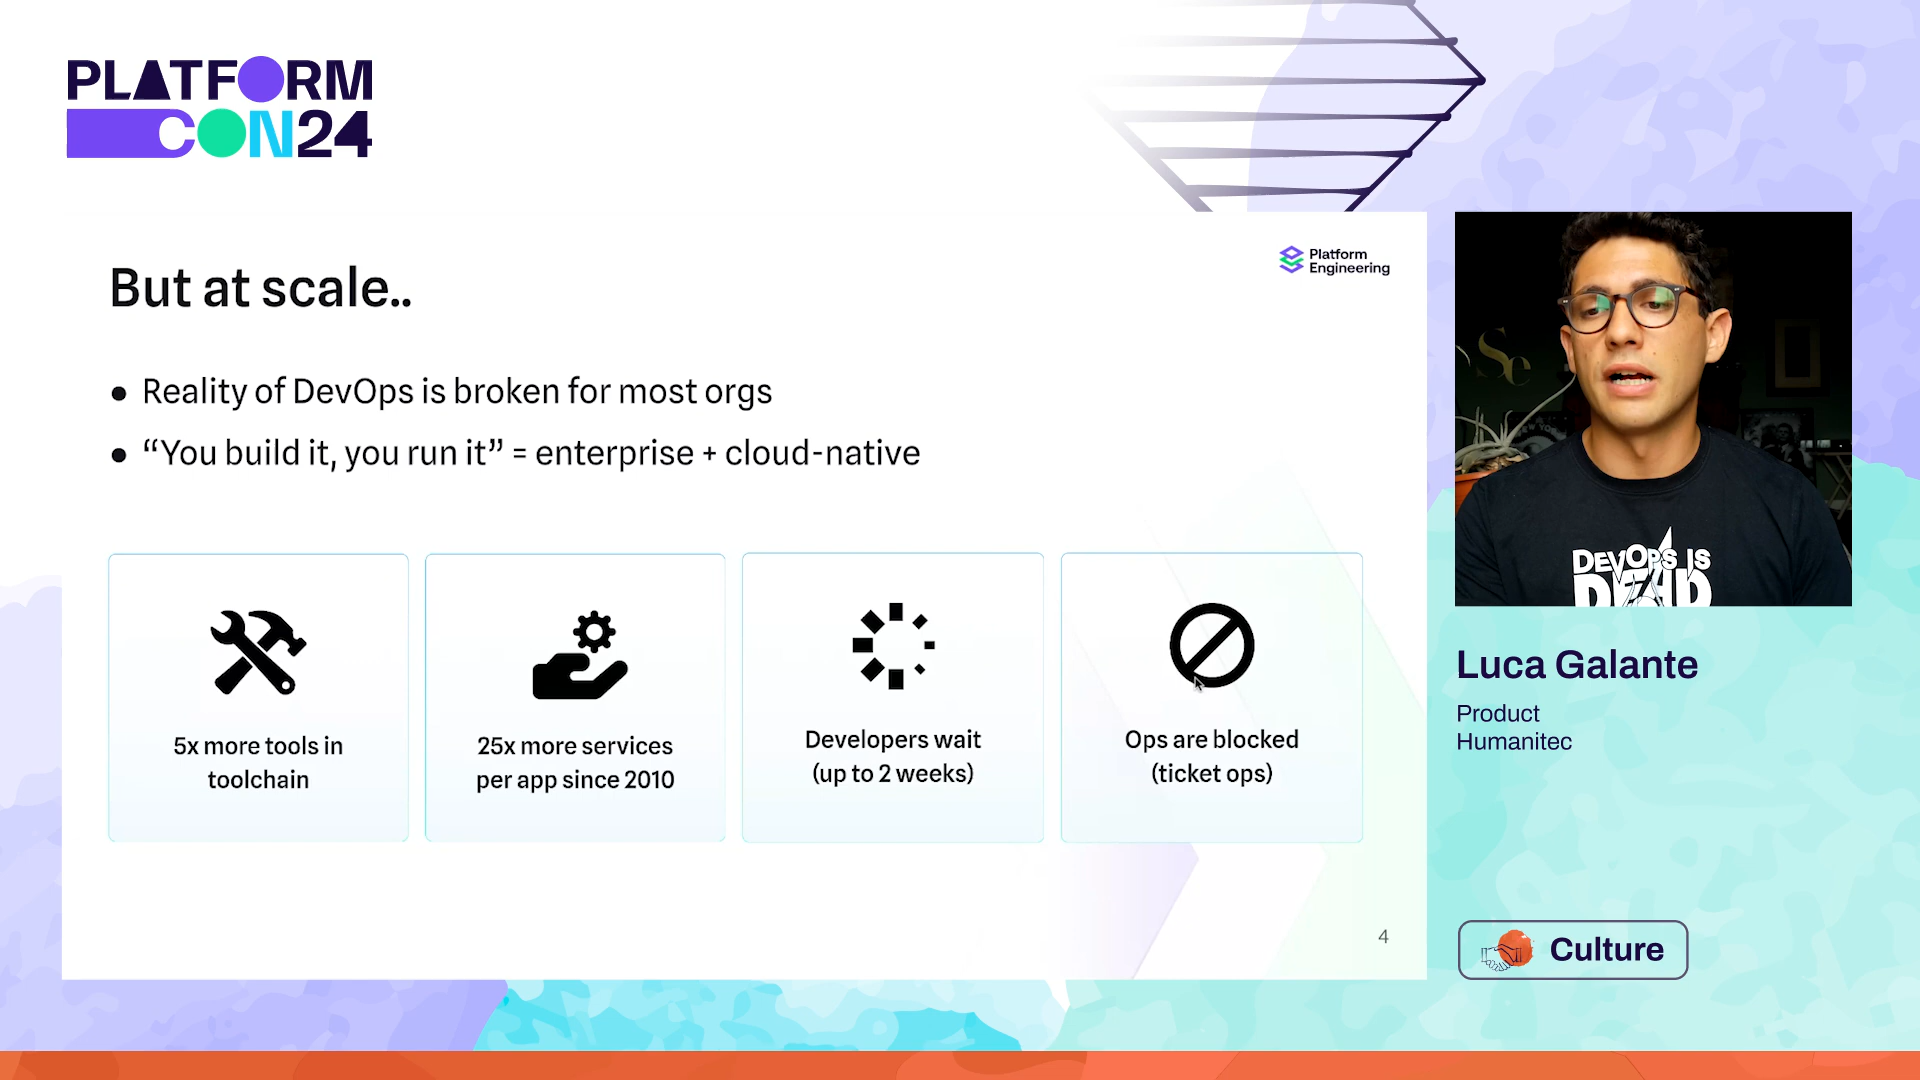 PLATFORM
CON24
Platform
Engineering
But at scale..
● Reality of DevOps is broken for most orgs
● “You build it, you run it” = enterprise + cloud-native
5x more tools in
toolchain
25x more services
per app since 2010
Developers wait
(up to 2 weeks)
Ops are blocked
(ticket ops)
4
Se
DEVOPS IS
DEAD
Luca Galante
Product
Humanitec
Culture